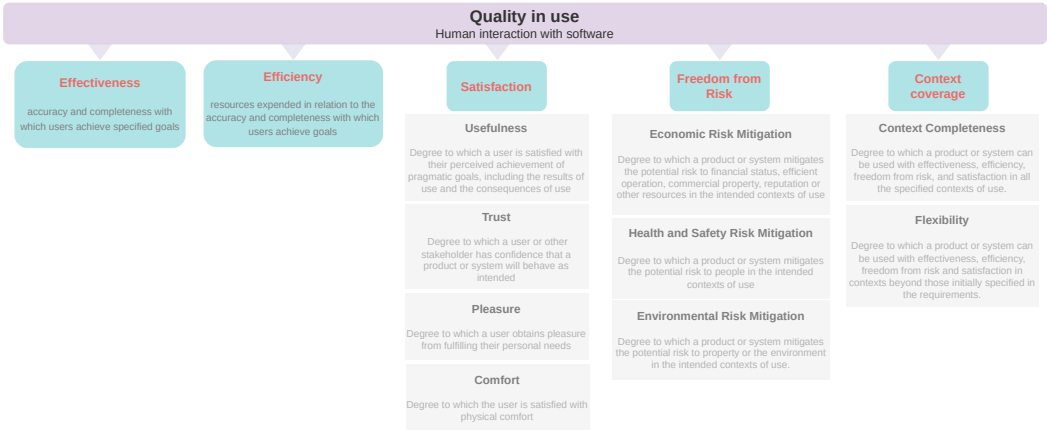 Quality in use
Human interaction with software
Effectiveness
accuracy and completeness with
which users achieve specified goals
Efficiency
resources expended in relation to the
accuracy and completeness with which
users achieve goals
Satisfaction
Usefulness
Degree to which a user is satisfied with
their perceived achievement of
pragmatic goals, including the results of
use and the consequences of use
Trust
Degree to which a user or other
stakeholder has confidence that a
product or system will behave as
intended
Pleasure
Degree to which a user obtains pleasure
from fulfilling their personal needs
Comfort
Degree to which the user is satisfied with
physical comfort
Freedom from
Risk
Economic Risk Mitigation
Degree to which a product or system mitigates
the potential risk to financial status, efficient
operation, commercial property, reputation or
other resources in the intended contexts of use
Health and Safety Risk Mitigation
Degree to which a product or system mitigates
the potential risk to people in the intended
contexts of use
Environmental Risk Mitigation
Degree to which a product or system mitigates
the potential risk to property or the environment
in the intended contexts of use.
Context
coverage
Context Completeness
Degree to which a product or system can
be used with effectiveness, efficiency,
freedom from risk, and satisfaction in all
the specified contexts of use.
Flexibility
Degree to which a product or system can
be used with effectiveness, efficiency,
freedom from risk and satisfaction in
contexts beyond those initially specified in
the requirements.